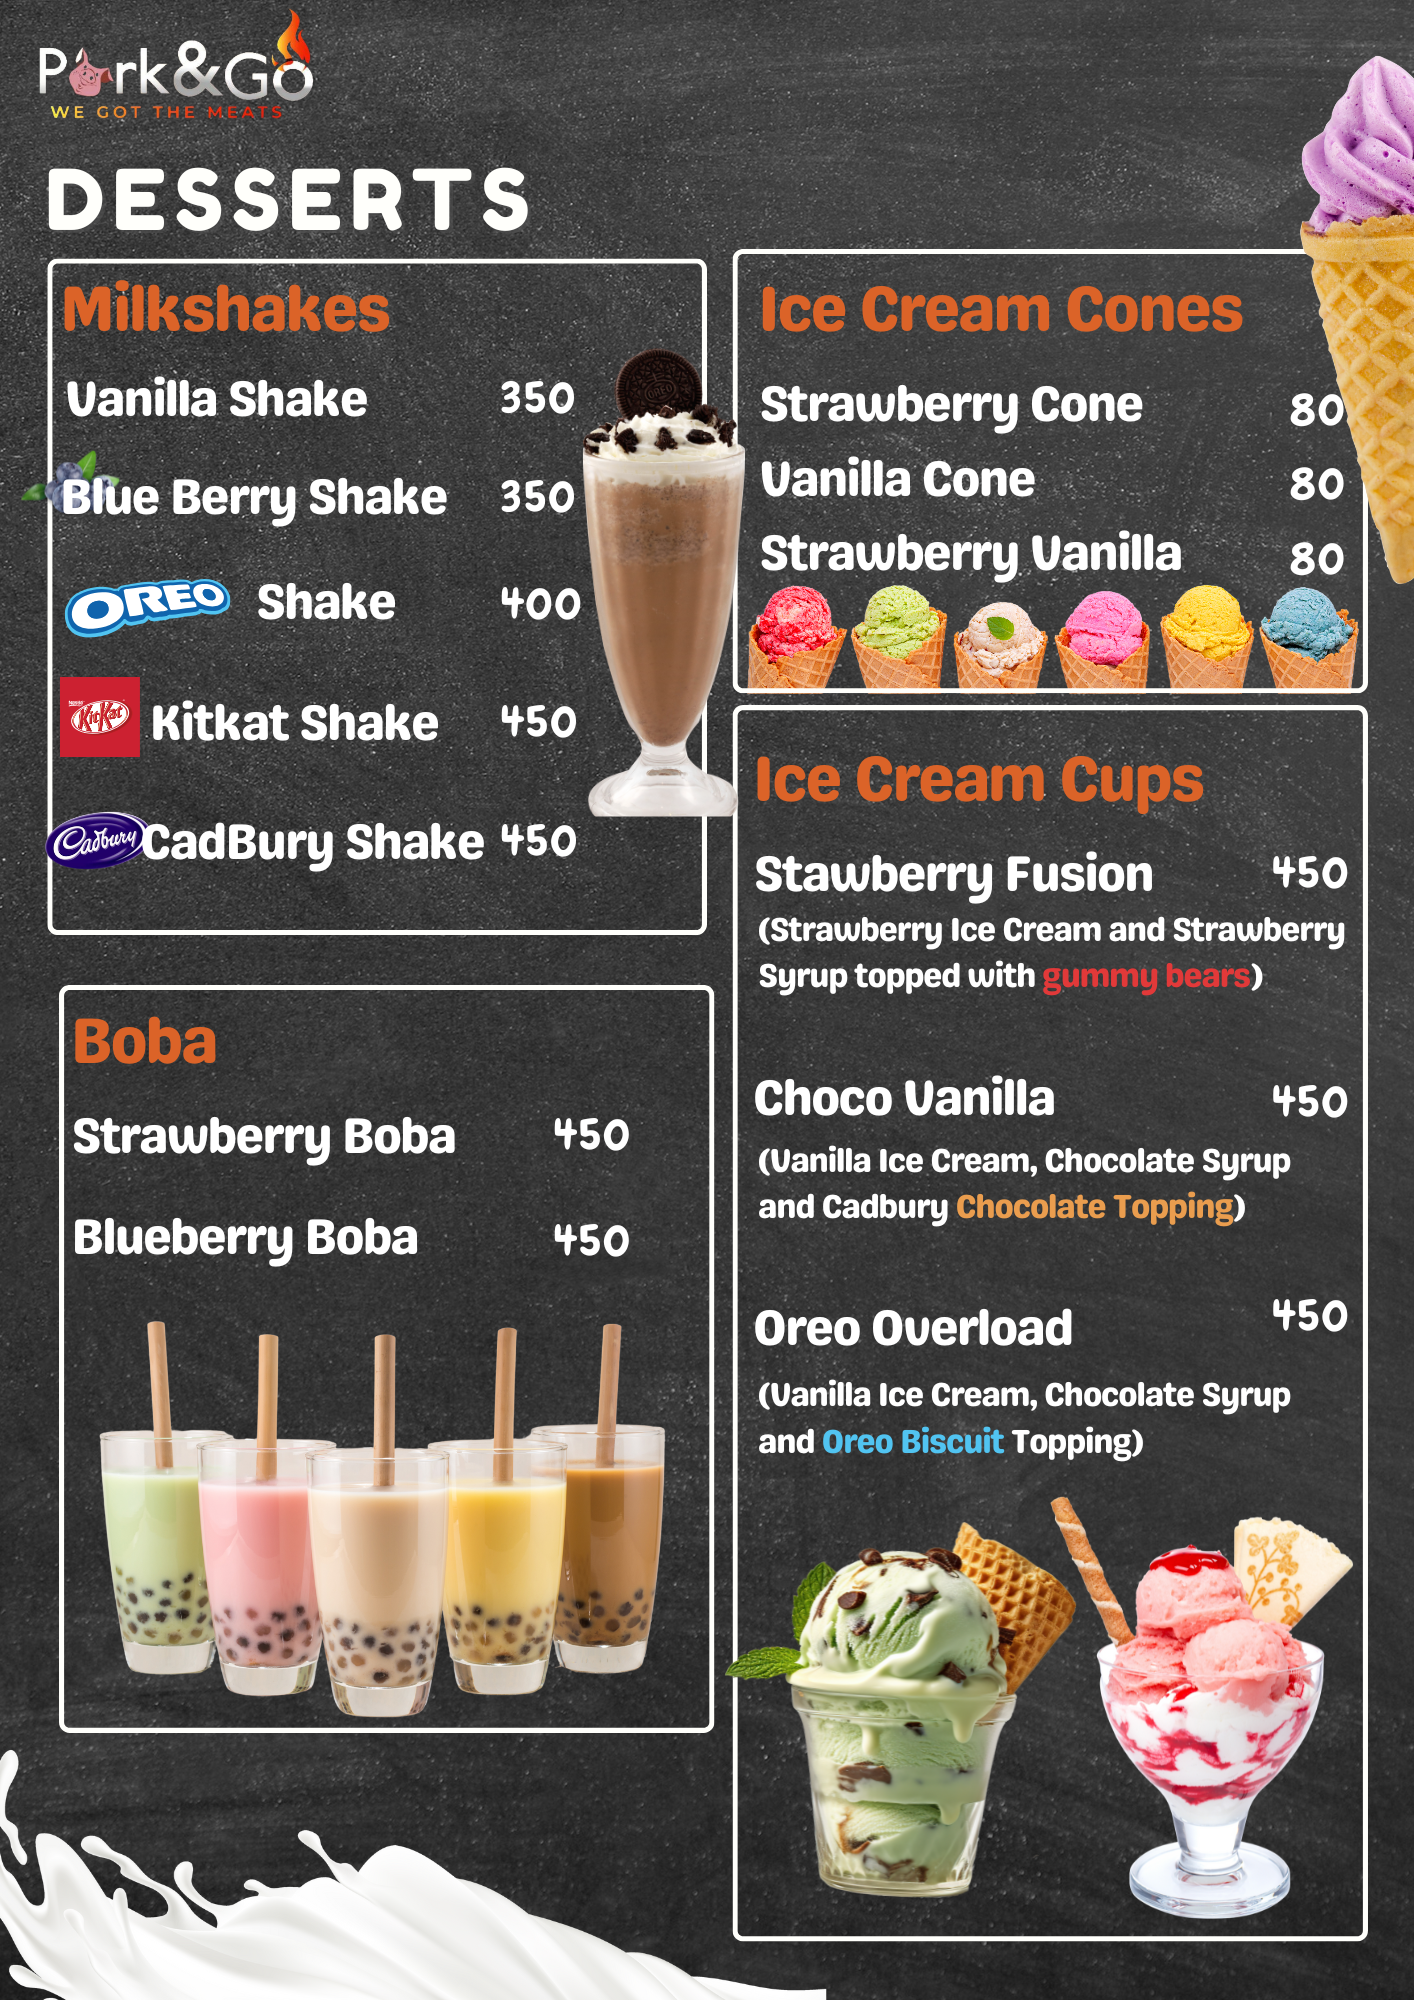 Pork&Go
WE GOT THE MEATS
DESSERTS
Milkshakes
Vanilla Shake 350
Blue Berry Shake 350
OREO Shake 400
KitKat Kitkat Shake 450
Cadbury CadBury Shake 450
Boba
Strawberry Boba 450
Blueberry Boba 450
Ice Cream Cones
Strawberry Cone 80
Vanilla Cone 80
Strawberry Vanilla 80
Ice Cream Cups
Stawberry Fusion 450
(Strawberry Ice Cream and Strawberry
Syrup topped with gummy bears)
Choco Vanilla 450
(Vanilla Ice Cream, Chocolate Syrup
and Cadbury Chocolate Topping)
Oreo Overload 450
(Vanilla Ice Cream, Chocolate Syrup
and Oreo Biscuit Topping)